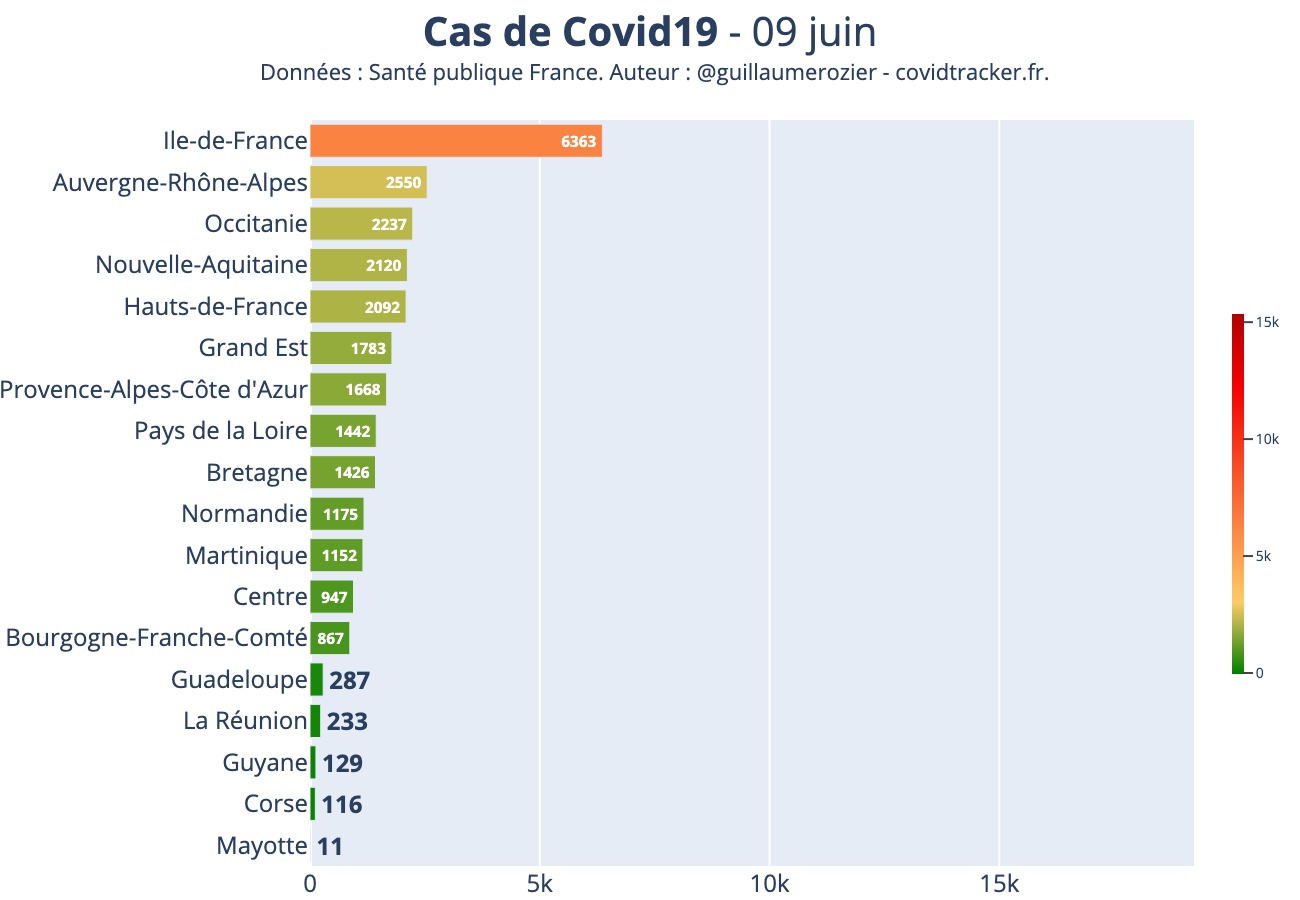 Cas de Covid19 - 09 juin
Données : Santé publique France. Auteur : @guillaumerozier - covidtracker.fr.
Ile-de-France 6363
Auvergne-Rhône-Alpes 2550
Occitanie 2237
Nouvelle-Aquitaine 2120
Hauts-de-France 2092
Grand Est 1783
Provence-Alpes-Côte d'Azur 1668
Pays de la Loire 1442
Bretagne 1426
Normandie 1175
Martinique 1152
Centre 947
Bourgogne-Franche-Comté 867
Guadeloupe 287
La Réunion 233
Guyane 129
Corse 116
Mayotte 11
0 5k 10k 15k
15k
10k
5k
0